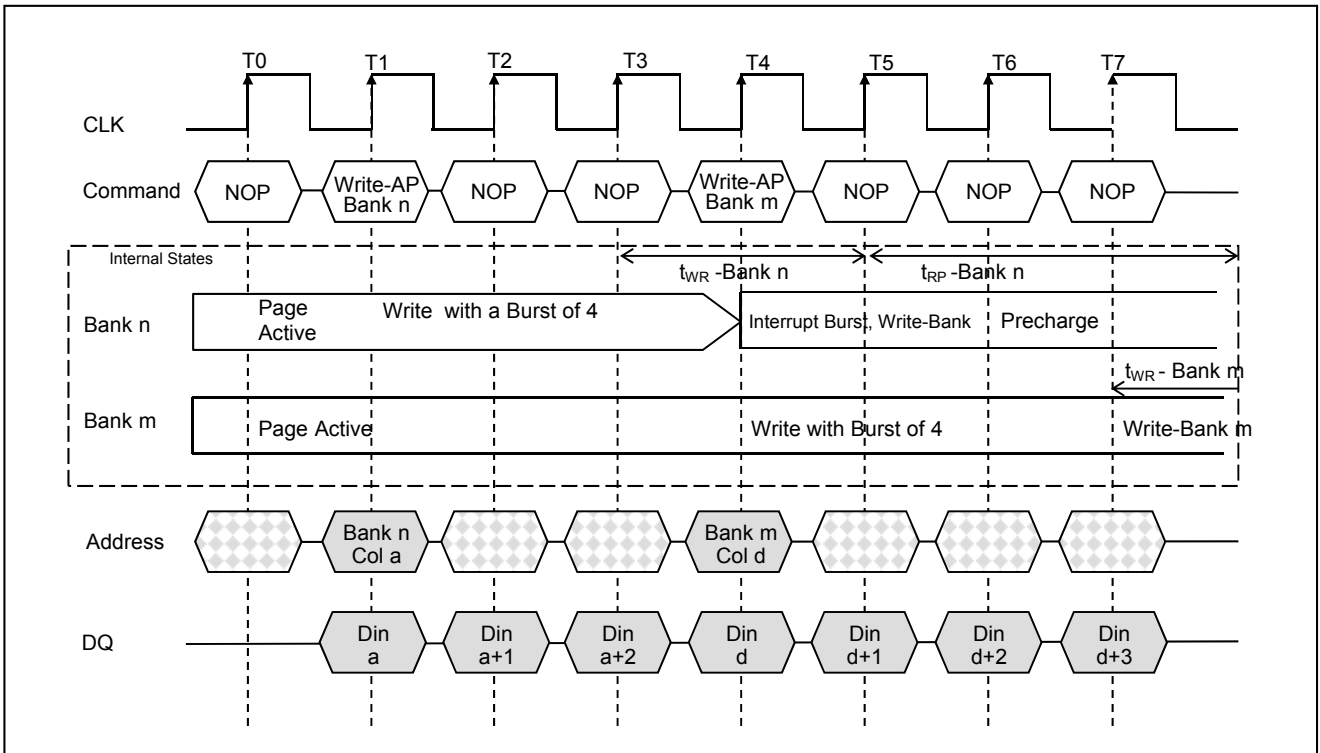 T0 T1 T2 T3 T4 T5 T6 T7
CLK
Command NOP Write-AP Bank n NOP NOP Write-AP Bank m NOP NOP NOP
Internal States
tWR -Bank n tRP -Bank n
Bank n Page Active Write with a Burst of 4 Interrupt Burst, Write-Bank Precharge
tWR - Bank m
Bank m Page Active Write with Burst of 4 Write-Bank m
Address Bank n Col a Bank m Col d
DQ Din a Din a+1 Din a+2 Din d Din d+1 Din d+2 Din d+3